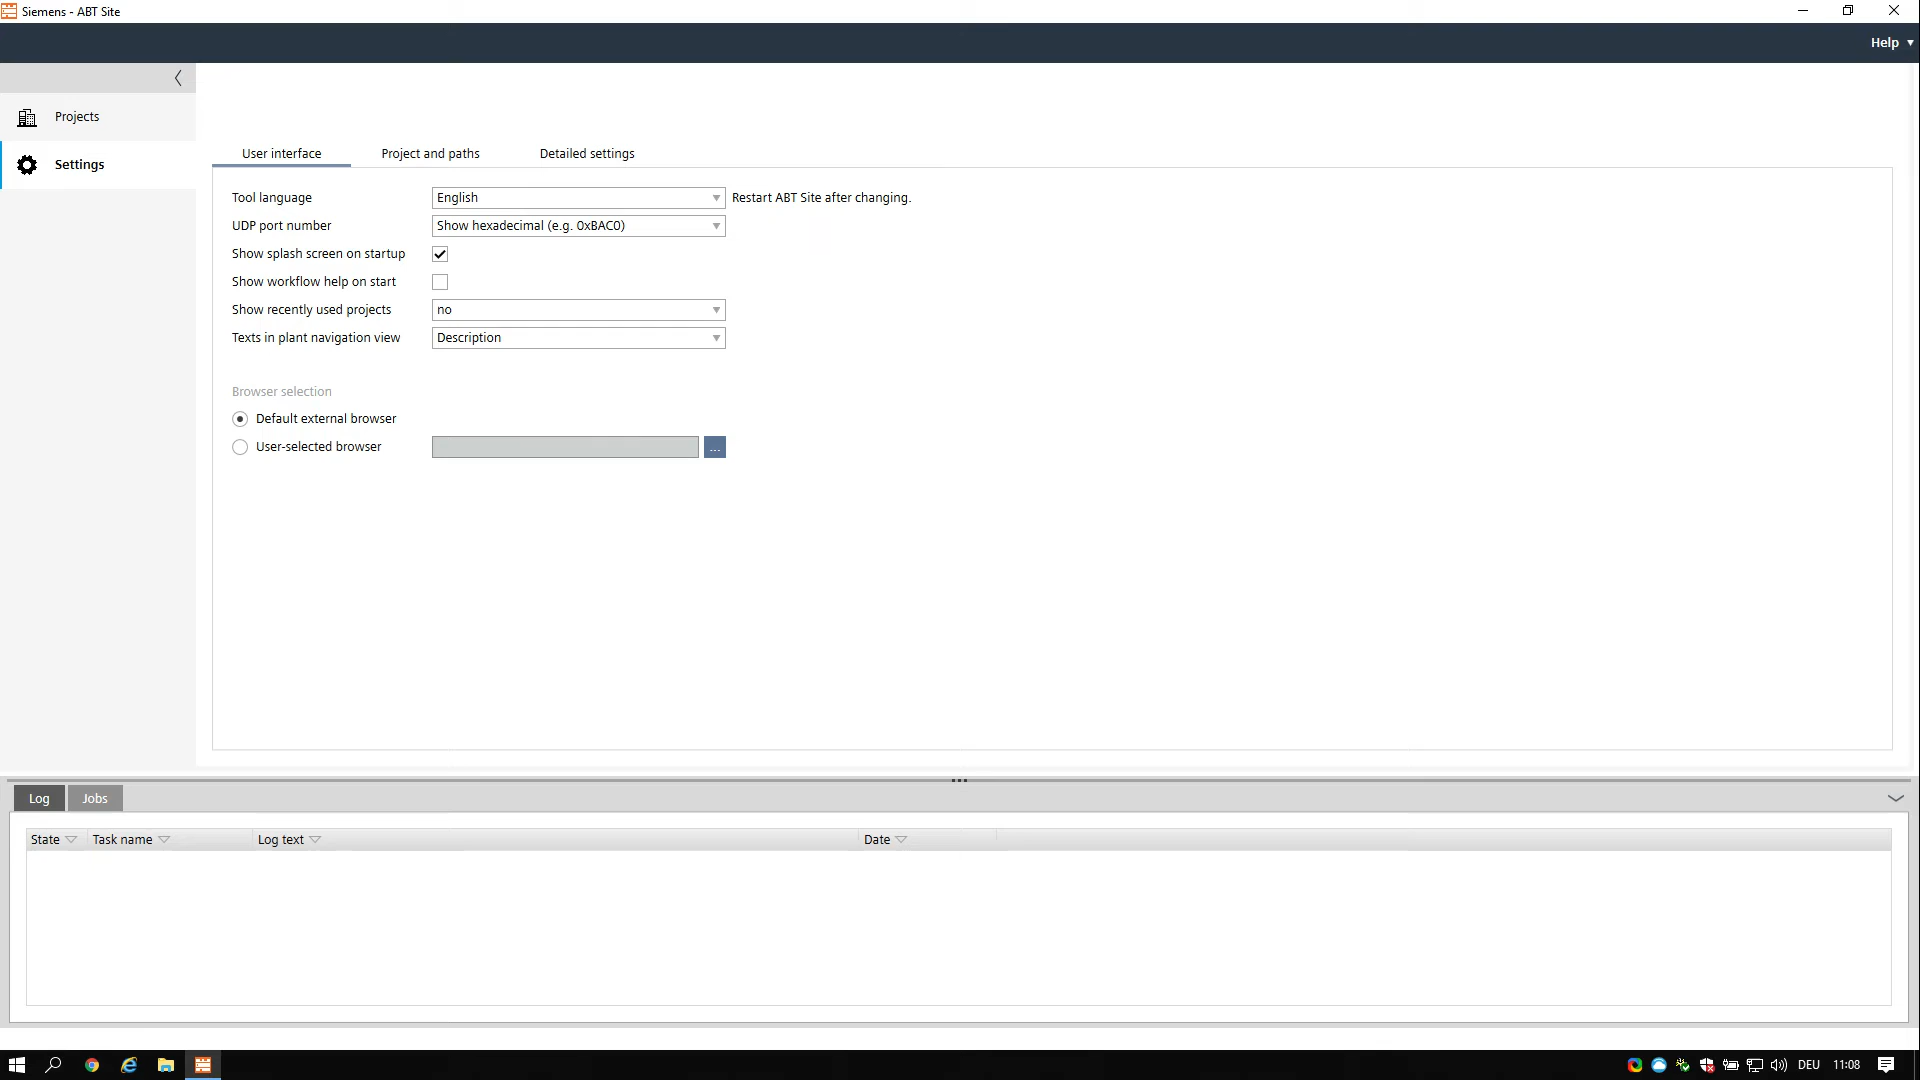 Siemens - ABT Site
Help
Projects
Settings
User interface
Project and paths
Detailed settings
Tool language
English
Restart ABT Site after changing.
UDP port number
Show hexadecimal (e.g. 0xBAC0)
Show splash screen on startup
Show workflow help on start
Show recently used projects
no
Texts in plant navigation view
Description
Browser selection
Default external browser
User-selected browser
...
Log
Jobs
State
Task name
Log text
Date
DEU
11:08